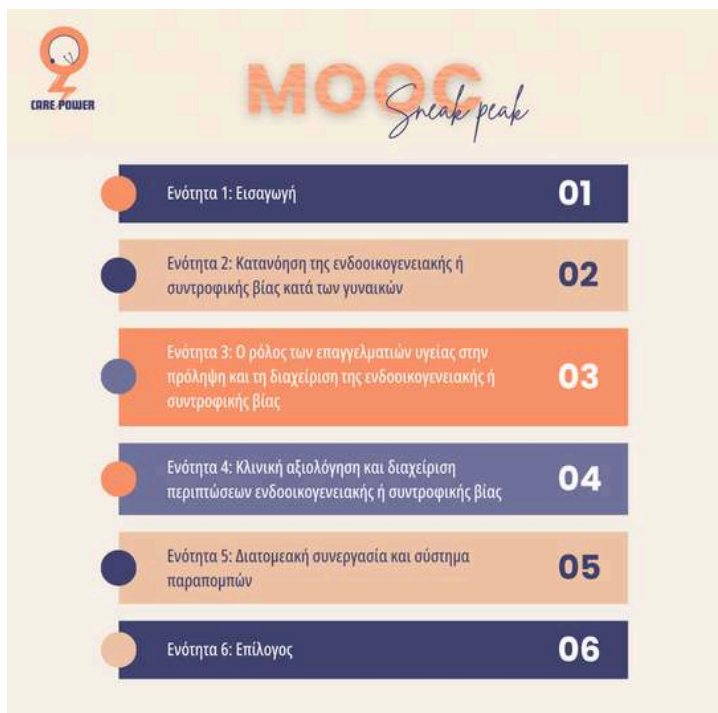 CARE POWER
MOOC
Sneak peak
Ενότητα 1: Εισαγωγή
01
Ενότητα 2: Κατανόηση της ενδοοικογενειακής ή
συντροφικής βίας κατά των γυναικών
02
Ενότητα 3: Ο ρόλος των επαγγελματιών υγείας στην
πρόληψη και τη διαχείριση της ενδοοικογενειακής ή
συντροφικής βίας
03
Ενότητα 4: Κλινική αξιολόγηση και διαχείριση
περιπτώσεων ενδοοικογενειακής ή συντροφικής βίας
04
Ενότητα 5: Διατομεακή συνεργασία και σύστημα
παραπομπών
05
Ενότητα 6: Επίλογος
06